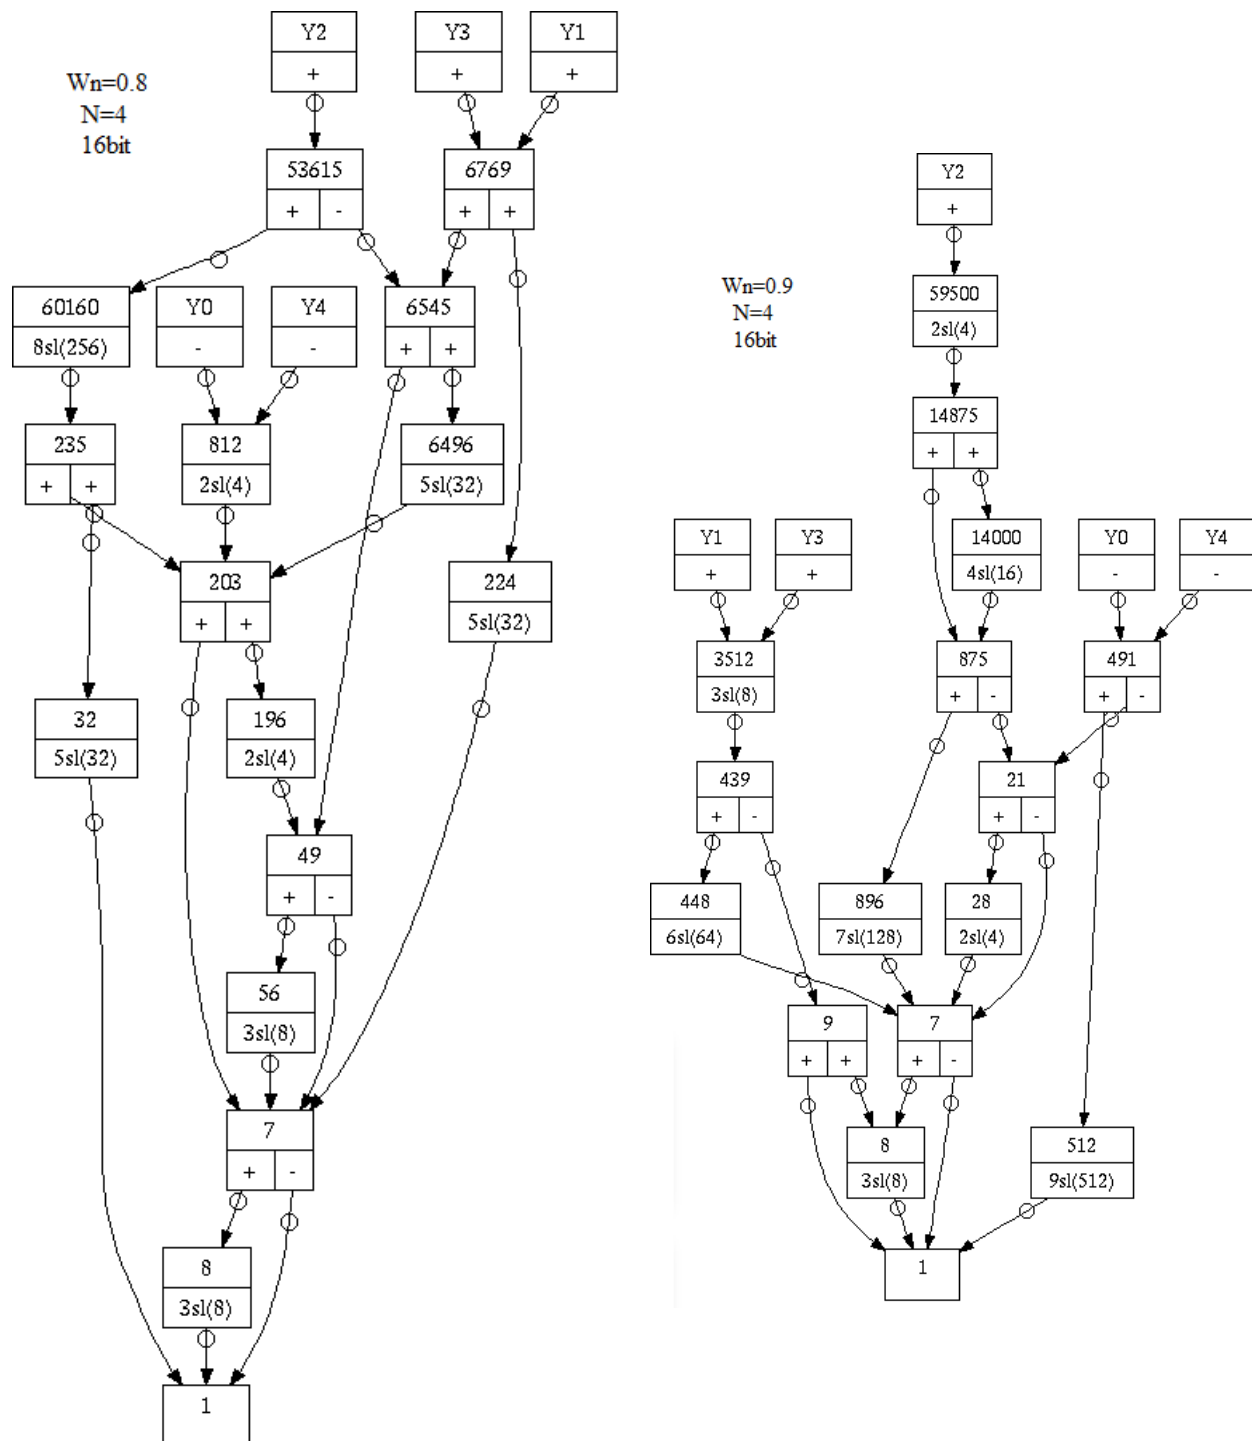 Y2
+
Y3
+
Y1
+
Wn=0.8
N=4
16bit
53615
+ -
6769
+ +
60160
8sl(256)
Y0
-
Y4
-
6545
+ +
235
+ +
812
2sl(4)
6496
5sl(32)
203
+ +
224
5sl(32)
32
5sl(32)
196
2sl(4)
49
+ -
56
3sl(8)
7
+ -
8
3sl(8)
1
Y2
+
Wn=0.9
N=4
16bit
59500
2sl(4)
14875
+ +
Y1
+
Y3
+
14000
4sl(16)
Y0
-
Y4
-
3512
3sl(8)
875
+ -
491
+ -
439
+ -
21
+ -
448
6sl(64)
896
7sl(128)
28
2sl(4)
9
+ +
7
+ -
8
3sl(8)
512
9sl(512)
1